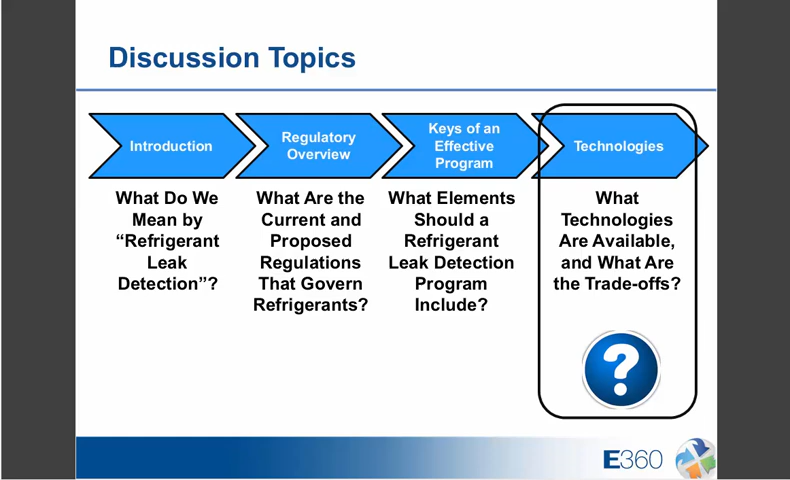 Discussion Topics
Introduction
Regulatory
Overview
Keys of an
Effective
Program
Technologies
What Do We
Mean by
“Refrigerant
Leak
Detection”?
What Are the
Current and
Proposed
Regulations
That Govern
Refrigerants?
What Elements
Should a
Refrigerant
Leak Detection
Program
Include?
What
Technologies
Are Available,
and What Are
the Trade-offs?
?
E360